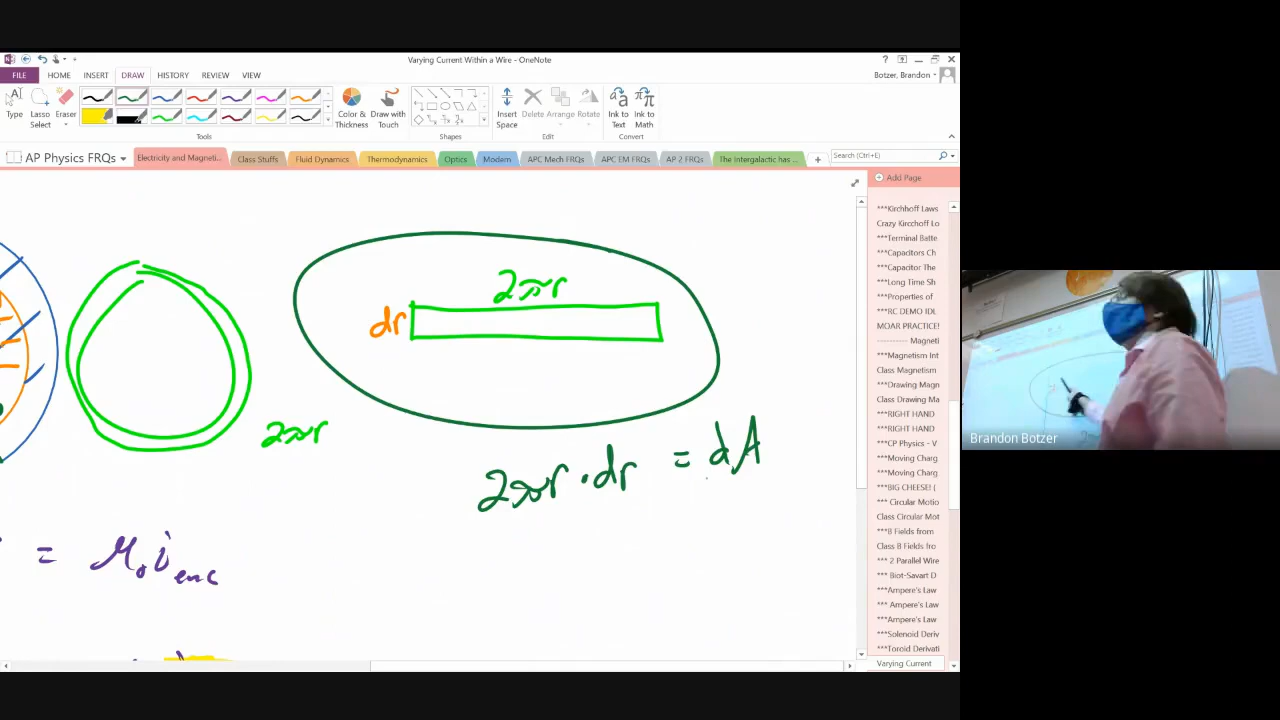 Varying Current Within a Wire - OneNote
FILE HOME INSERT DRAW HISTORY REVIEW VIEW
Botzer, Brandon
Type
Lasso Select
Eraser
Color & Thickness
Draw with Touch
Insert Space
Delete
Arrange
Rotate
Ink to Text
Ink to Math
Tools
Shapes
Edit
Convert
AP Physics FRQs
Electricity and Magneti...
Class Stuffs
Fluid Dynamics
Thermodynamics
Optics
Modern
APC Mech FRQs
APC EM FRQs
AP 2 FRQs
The Intergalactic has ...
Search (Ctrl+E)
Add Page
***Kirchhoff Laws
Crazy Kircchoff Lo
***Terminal Batte
***Capacitors Ch
***Capacitor The
***Long Time Sh
***Properties of
***RC DEMO IDL
MOAR PRACTICE!
---------- Magneti
***Magnetism Int
Class Magnetism
***Drawing Magn
Class Drawing Ma
***RIGHT HAND
***RIGHT HAND
***CP Physics - V
***Moving Charg
***Moving Charg
***BIG CHEESE! (
*** Circular Motio
Class Circular Mot
***B Fields from
Class B Fields fro
*** 2 Parallel Wire
*** Biot-Savart D
***Ampere's Law
*** Ampere's Law
***Ampere's Law
***Solenoid Deriv
***Toroid Derivati
Varying Current
2πr
dr
2πr
2πr · dr = dA
= μ₀ i enc
Brandon Botzer